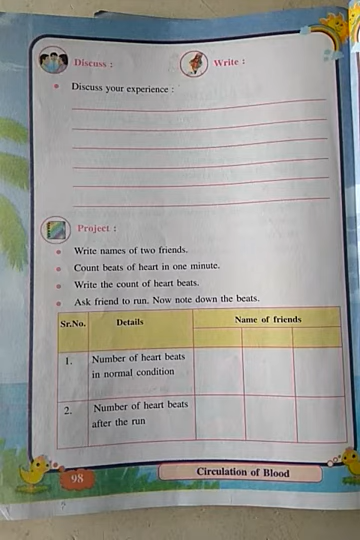 Discuss :
Write :
Discuss your experience :
Project :
Write names of two friends.
Count beats of heart in one minute.
Write the count of heart beats.
Ask friend to run. Now note down the beats.
Sr.No. Details Name of friends
1. Number of heart beats
in normal condition
2. Number of heart beats
after the run
98
Circulation of Blood